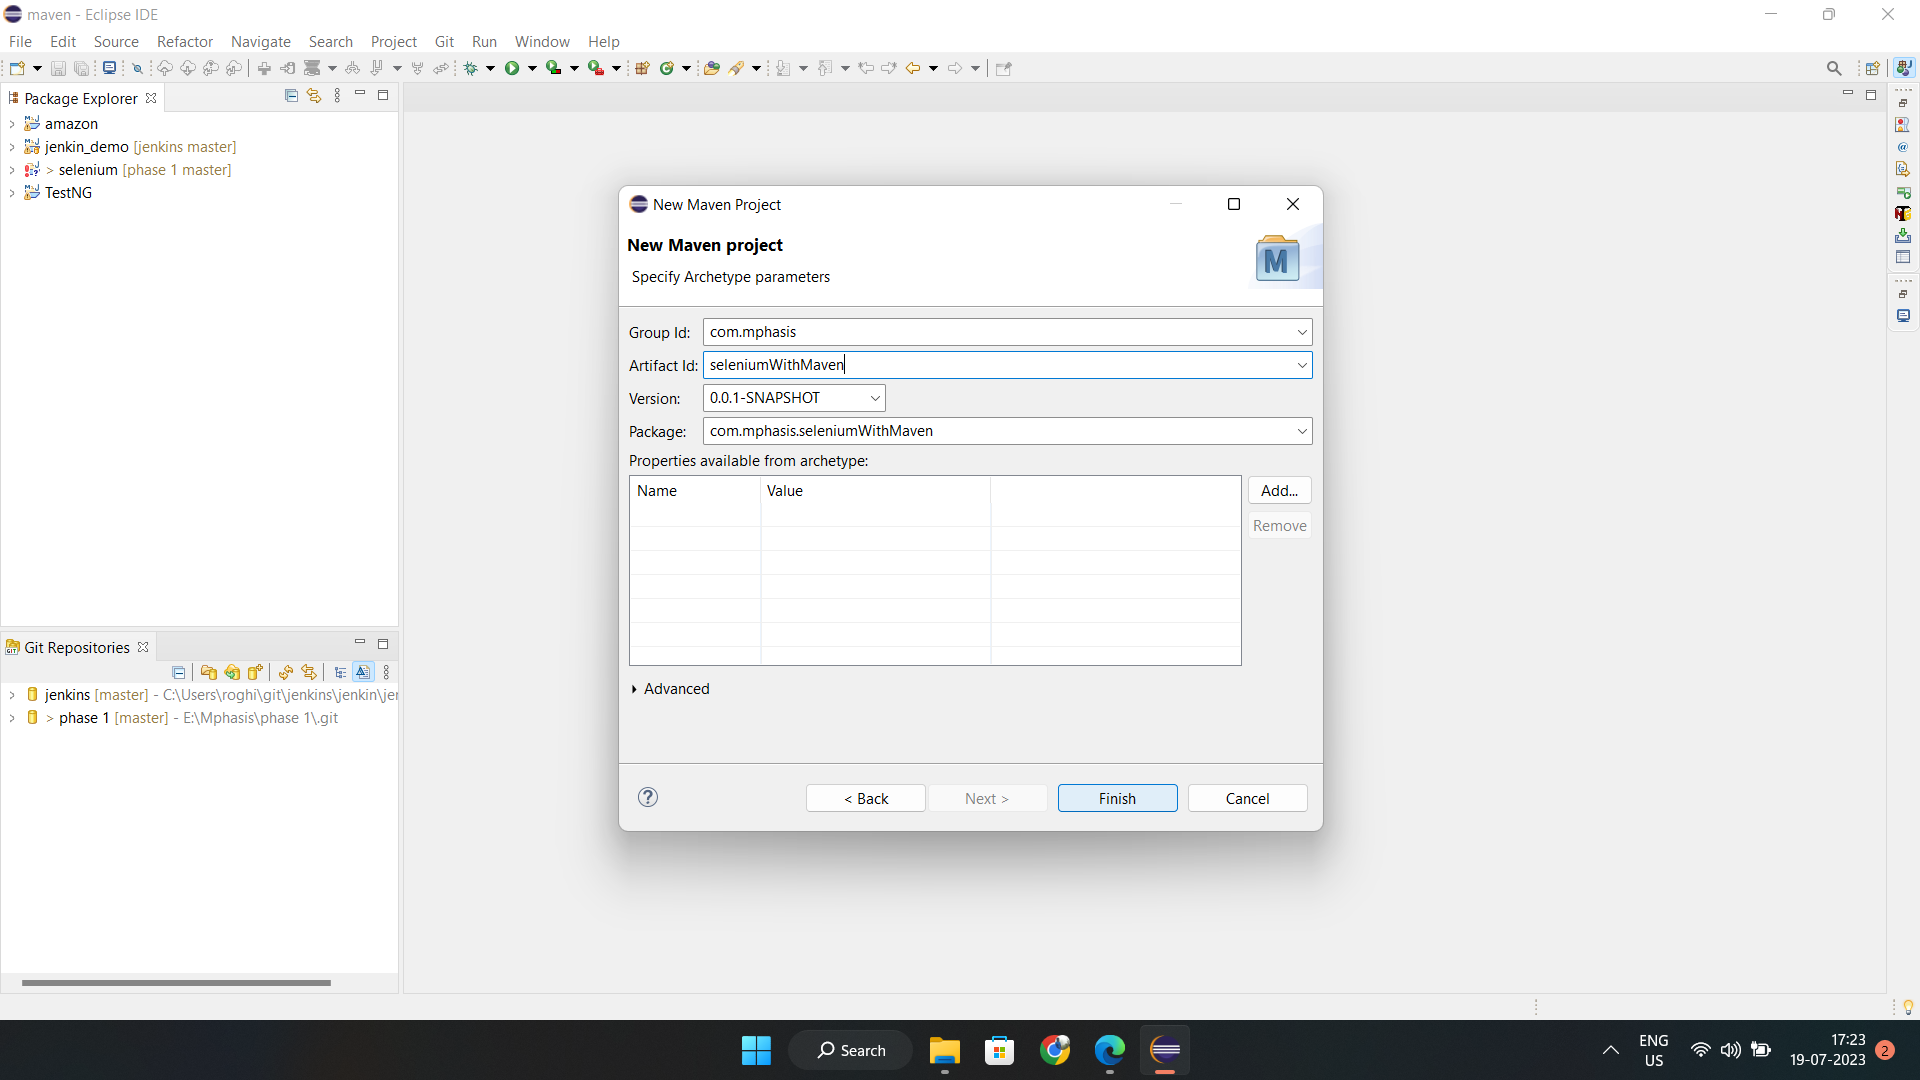 maven - Eclipse IDE
File Edit Source Refactor Navigate Search Project Git Run Window Help
Package Explorer
amazon
jenkin_demo [jenkins master]
> selenium [phase 1 master]
TestNG
New Maven Project
New Maven project
Specify Archetype parameters
M
Group Id: com.mphasis
Artifact Id: seleniumWithMaven
Version: 0.0.1-SNAPSHOT
Package: com.mphasis.seleniumWithMaven
Properties available from archetype:
Name Value
Add...
Remove
Advanced
< Back Next > Finish Cancel
Git Repositories
jenkins [master] - C:\Users\roghi\git\jenkins\jenkin\jer
> phase 1 [master] - E:\Mphasis\phase 1\.git
Search
ENG
US
17:23
19-07-2023
2